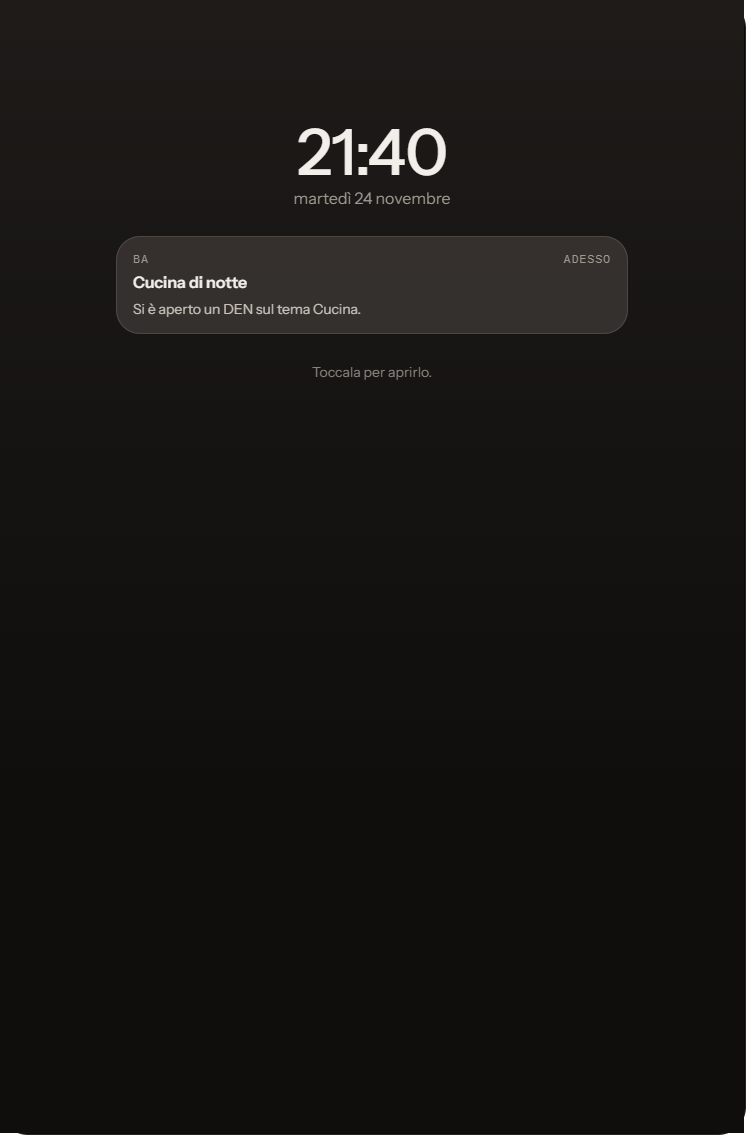 21:40
martedì 24 novembre
BA ADESSO
Cucina di notte
Si è aperto un DEN sul tema Cucina.
Toccala per aprirlo.